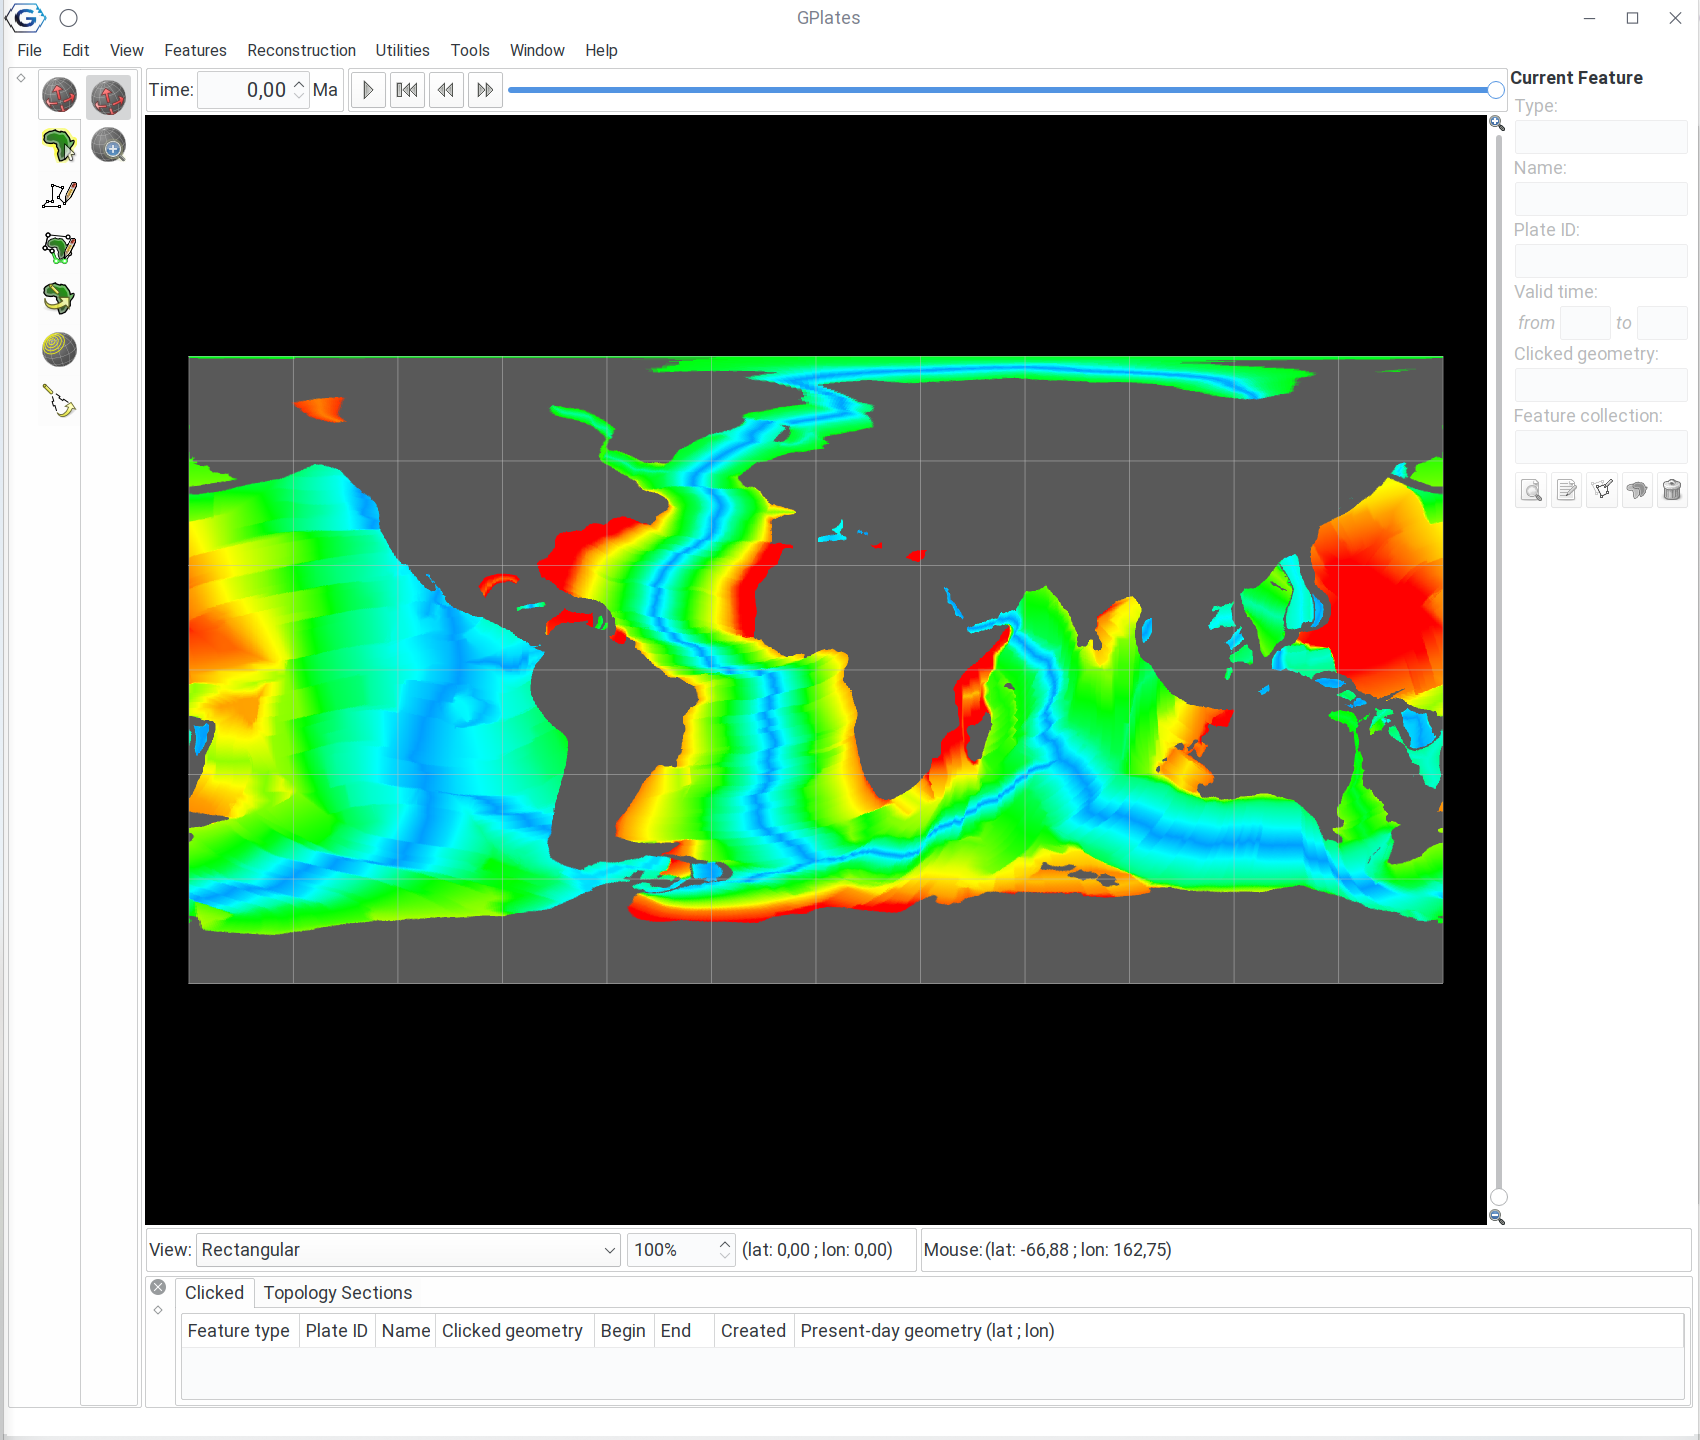 GPlates
File Edit View Features Reconstruction Utilities Tools Window Help
Time: 0,00 Ma
Current Feature
Type:
Name:
Plate ID:
Valid time:
from to
Clicked geometry:
Feature collection:
View: Rectangular 100% (lat: 0,00 ; lon: 0,00) Mouse: (lat: -66,88 ; lon: 162,75)
Clicked Topology Sections
Feature type Plate ID Name Clicked geometry Begin End Created Present-day geometry (lat ; lon)